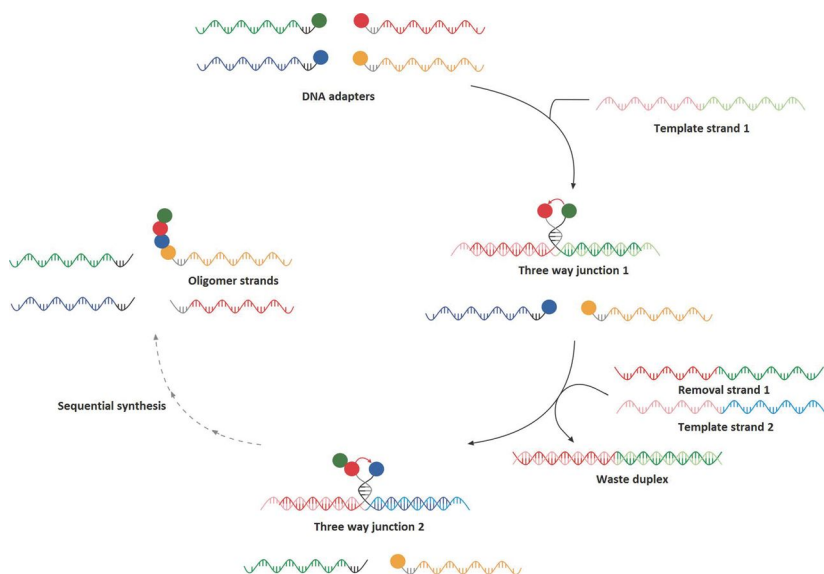 DNA adapters
Template strand 1
Three way junction 1
Oligomer strands
Removal strand 1
Template strand 2
Sequential synthesis
Waste duplex
Three way junction 2